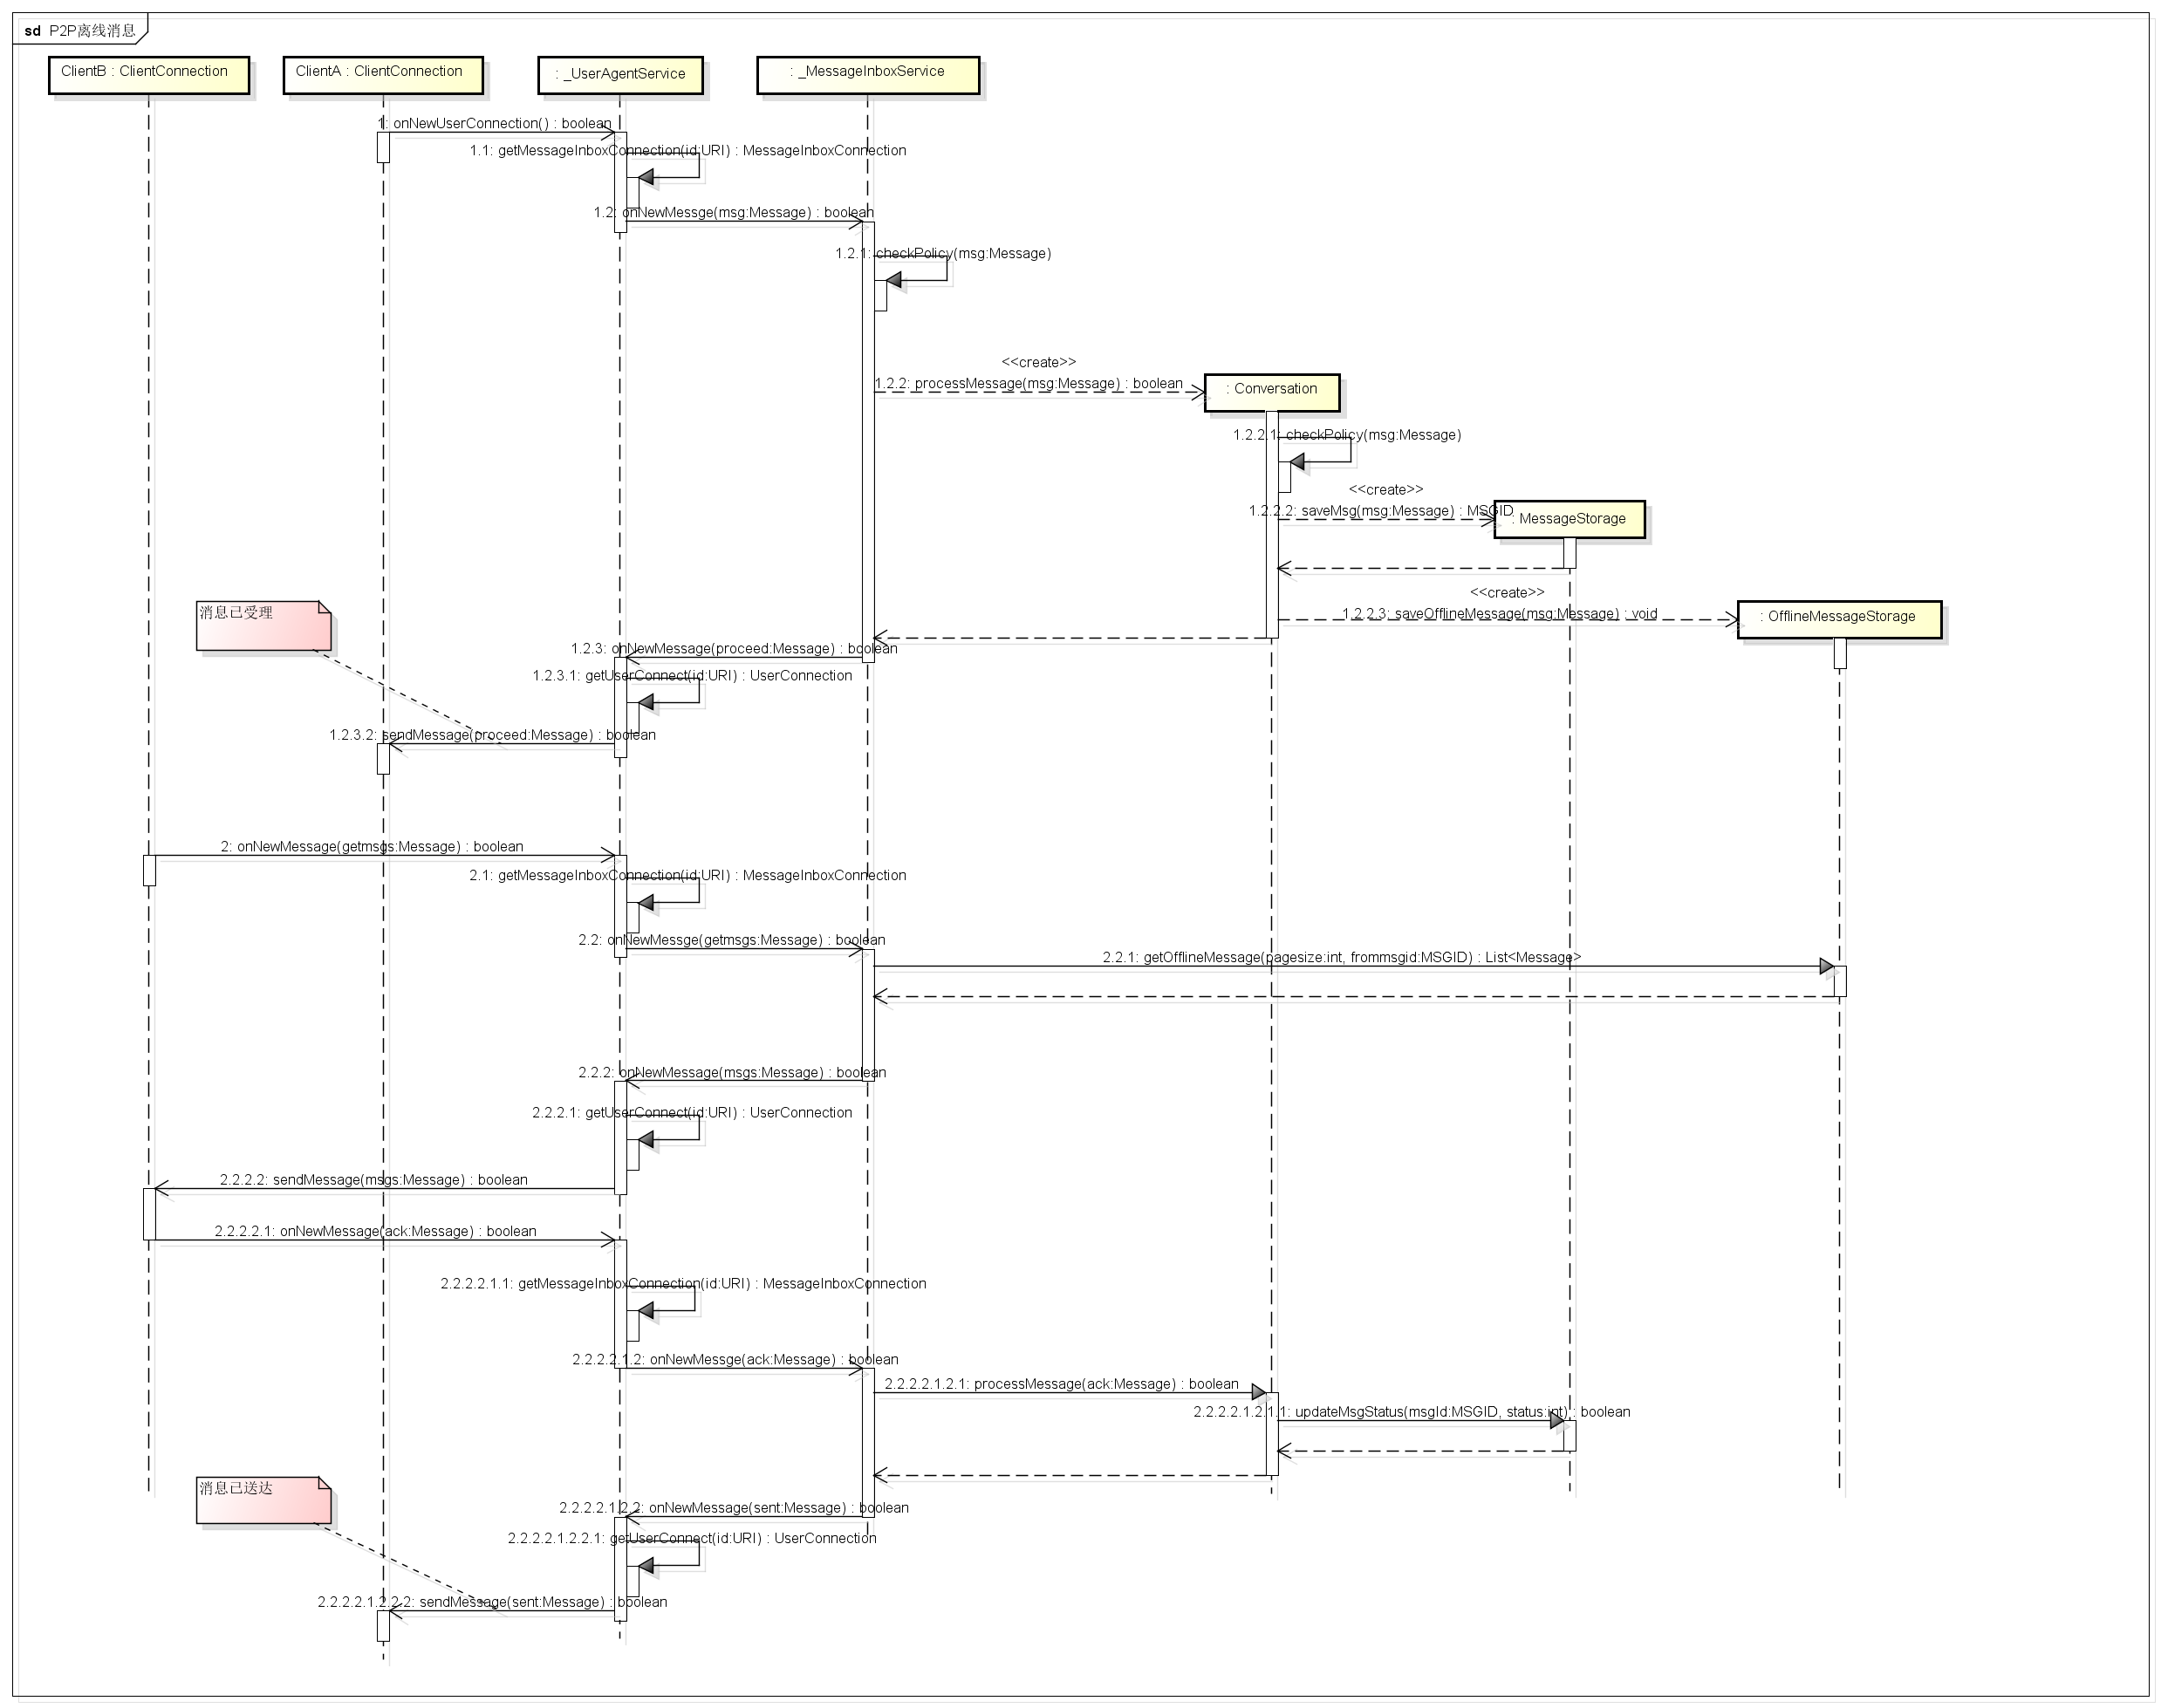 sd P2P离线消息
ClientB : ClientConnection
ClientA : ClientConnection
: _UserAgentService
: _MessageInboxService
1: onNewUserConnection() : boolean
1.1: getMessageInboxConnection(id:URI) : MessageInboxConnection
1.2: onNewMessge(msg:Message) : boolean
1.2.1: checkPolicy(msg:Message)
<<create>>
1.2.2: processMessage(msg:Message) : boolean
: Conversation
1.2.2.1: checkPolicy(msg:Message)
<<create>>
1.2.2.2: saveMsg(msg:Message) : MSGID
: MessageStorage
<<create>>
1.2.2.3: saveOfflineMessage(msg:Message) : void
: OfflineMessageStorage
消息已受理
1.2.3: onNewMessage(proceed:Message) : boolean
1.2.3.1: getUserConnect(id:URI) : UserConnection
1.2.3.2: sendMessage(proceed:Message) : boolean
2: onNewMessage(getmsgs:Message) : boolean
2.1: getMessageInboxConnection(id:URI) : MessageInboxConnection
2.2: onNewMessge(getmsgs:Message) : boolean
2.2.1: getOfflineMessage(pagesize:int, frommsgid:MSGID) : List<Message>
2.2.2: onNewMessage(msgs:Message) : boolean
2.2.2.1: getUserConnect(id:URI) : UserConnection
2.2.2.2: sendMessage(msgs:Message) : boolean
2.2.2.2.1: onNewMessage(ack:Message) : boolean
2.2.2.2.1.1: getMessageInboxConnection(id:URI) : MessageInboxConnection
2.2.2.2.1.2: onNewMessge(ack:Message) : boolean
2.2.2.2.1.2.1: processMessage(ack:Message) : boolean
2.2.2.2.1.2.1.1: updateMsgStatus(msgId:MSGID, status:int) : boolean
消息已送达
2.2.2.2.1.2.2: onNewMessage(sent:Message) : boolean
2.2.2.2.1.2.2.1: getUserConnect(id:URI) : UserConnection
2.2.2.2.1.2.2.2: sendMessage(sent:Message) : boolean